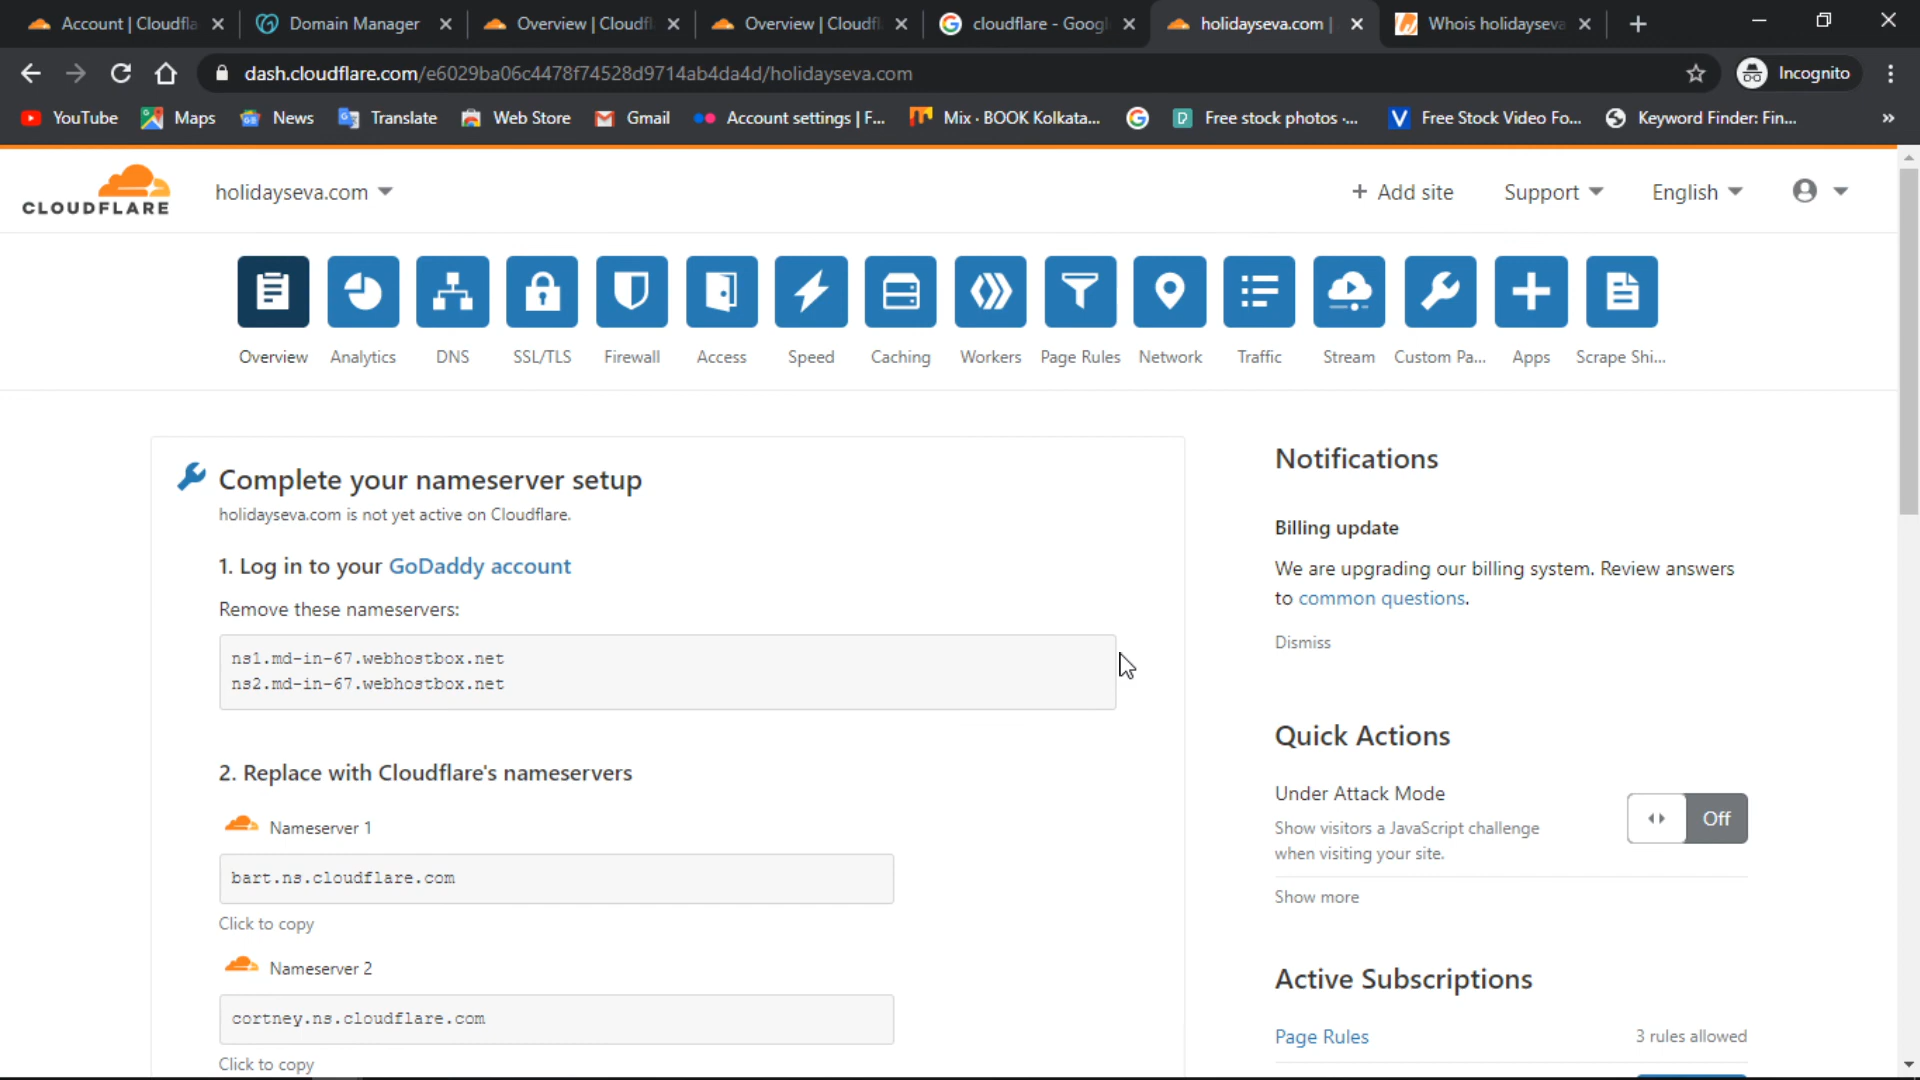 Account | Cloudfla
Domain Manager
Overview | Cloudfl
Overview | Cloudfl
cloudflare - Googl
holidayseva.com |
Whois holidayseva
dash.cloudflare.com/e6029ba06c4478f74528d9714ab4da4d/holidayseva.com
Incognito
YouTube
Maps
News
Translate
Web Store
Gmail
Account settings | F...
Mix · BOOK Kolkata...
Free stock photos ·...
Free Stock Video Fo...
Keyword Finder: Fin...
»
CLOUDFLARE
holidayseva.com
+ Add site
Support
English
Overview
Analytics
DNS
SSL/TLS
Firewall
Access
Speed
Caching
Workers
Page Rules
Network
Traffic
Stream
Custom Pa...
Apps
Scrape Shi...
Complete your nameserver setup
holidayseva.com is not yet active on Cloudflare.
1. Log in to your GoDaddy account
Remove these nameservers:
ns1.md-in-67.webhostbox.net
ns2.md-in-67.webhostbox.net
2. Replace with Cloudflare's nameservers
Nameserver 1
bart.ns.cloudflare.com
Click to copy
Nameserver 2
cortney.ns.cloudflare.com
Click to copy
Notifications
Billing update
We are upgrading our billing system. Review answers
to common questions.
Dismiss
Quick Actions
Under Attack Mode
Show visitors a JavaScript challenge
when visiting your site.
Off
Show more
Active Subscriptions
Page Rules
3 rules allowed